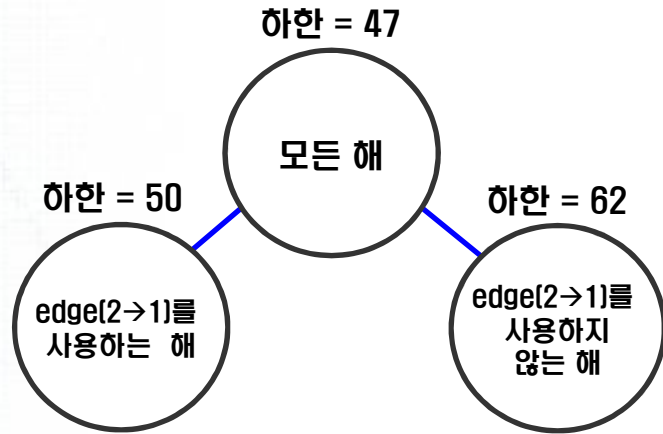 하한 = 47
모든 해
하한 = 50
하한 = 62
edge(2→1)를
사용하는 해
edge(2→1)를
사용하지
않는 해